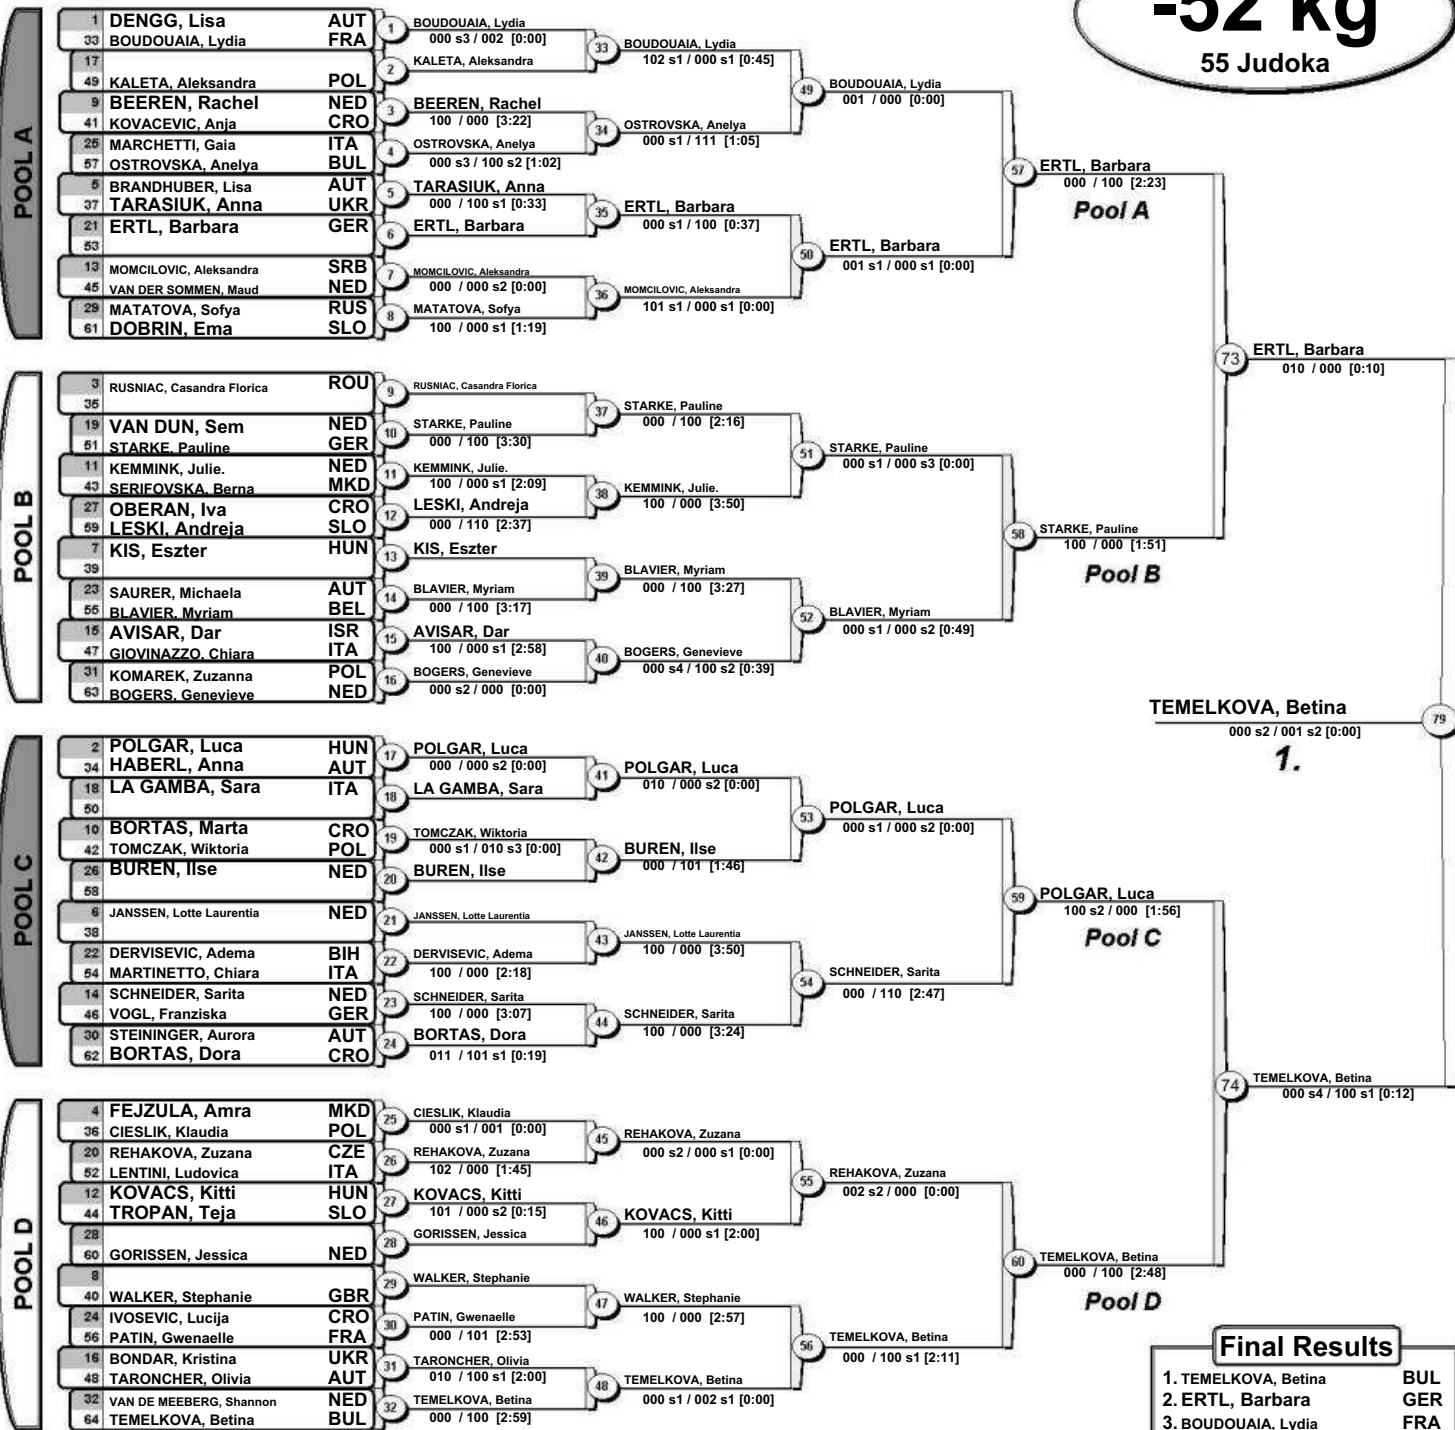 -52 kg
55 Judoka
POOL A
1 DENGG, Lisa AUT
33 BOUDOUAIA, Lydia FRA
17
49 KALETA, Aleksandra POL
9 BEEREN, Rachel NED
41 KOVACEVIC, Anja CRO
25 MARCHETTI, Gaia ITA
57 OSTROVSKA, Anelya BUL
5 BRANDHUBER, Lisa AUT
37 TARASIUK, Anna UKR
21 ERTL, Barbara GER
53
13 MOMCILOVIC, Aleksandra SRB
45 VAN DER SOMMEN, Maud NED
29 MATATOVA, Sofya RUS
61 DOBRIN, Ema SLO
1 BOUDOUAIA, Lydia
000 s3 / 002 [0:00]
2 KALETA, Aleksandra
3 BEEREN, Rachel
100 / 000 [3:22]
4 OSTROVSKA, Anelya
000 s3 / 100 s2 [1:02]
5 TARASIUK, Anna
000 / 100 s1 [0:33]
6 ERTL, Barbara
7 MOMCILOVIC, Aleksandra
000 / 000 s2 [0:00]
8 MATATOVA, Sofya
100 / 000 s1 [1:19]
33 BOUDOUAIA, Lydia
102 s1 / 000 s1 [0:45]
34 OSTROVSKA, Anelya
000 s1 / 111 [1:05]
35 ERTL, Barbara
000 s1 / 100 [0:37]
36 MOMCILOVIC, Aleksandra
101 s1 / 000 s1 [0:00]
49 BOUDOUAIA, Lydia
001 / 000 [0:00]
50 ERTL, Barbara
001 s1 / 000 s1 [0:00]
57 ERTL, Barbara
000 / 100 [2:23]
Pool A
POOL B
3 RUSNIAC, Casandra Florica ROU
35
19 VAN DUN, Sem NED
51 STARKE, Pauline GER
11 KEMMINK, Julie. NED
43 SERIFOVSKA, Berna MKD
27 OBERAN, Iva CRO
59 LESKI, Andreja SLO
7 KIS, Eszter HUN
39
23 SAURER, Michaela AUT
55 BLAVIER, Myriam BEL
15 AVISAR, Dar ISR
47 GIOVINAZZO, Chiara ITA
31 KOMAREK, Zuzanna POL
63 BOGERS, Genevieve NED
9 RUSNIAC, Casandra Florica
10 STARKE, Pauline
000 / 100 [3:30]
11 KEMMINK, Julie.
100 / 000 s1 [2:09]
12 LESKI, Andreja
000 / 110 [2:37]
13 KIS, Eszter
14 BLAVIER, Myriam
000 / 100 [3:17]
15 AVISAR, Dar
100 / 000 s1 [2:58]
16 BOGERS, Genevieve
000 s2 / 000 [0:00]
37 STARKE, Pauline
000 / 100 [2:16]
38 KEMMINK, Julie.
100 / 000 [3:50]
39 BLAVIER, Myriam
000 / 100 [3:27]
40 BOGERS, Genevieve
000 s4 / 100 s2 [0:39]
51 STARKE, Pauline
000 s1 / 000 s3 [0:00]
52 BLAVIER, Myriam
000 s1 / 000 s2 [0:49]
58 STARKE, Pauline
100 / 000 [1:51]
Pool B
73 ERTL, Barbara
010 / 000 [0:10]
TEMELKOVA, Betina 79
000 s2 / 001 s2 [0:00]
1.
POOL C
2 POLGAR, Luca HUN
34 HABERL, Anna AUT
18 LA GAMBA, Sara ITA
50
10 BORTAS, Marta CRO
42 TOMCZAK, Wiktoria POL
26 BUREN, Ilse NED
58
6 JANSSEN, Lotte Laurentia NED
38
22 DERVISEVIC, Adema BIH
54 MARTINETTO, Chiara ITA
14 SCHNEIDER, Sarita NED
46 VOGL, Franziska GER
30 STEININGER, Aurora AUT
62 BORTAS, Dora CRO
17 POLGAR, Luca
000 / 000 s2 [0:00]
18 LA GAMBA, Sara
19 TOMCZAK, Wiktoria
000 s1 / 010 s3 [0:00]
20 BUREN, Ilse
21 JANSSEN, Lotte Laurentia
22 DERVISEVIC, Adema
100 / 000 [2:18]
23 SCHNEIDER, Sarita
100 / 000 [3:07]
24 BORTAS, Dora
011 / 101 s1 [0:19]
41 POLGAR, Luca
010 / 000 s2 [0:00]
42 BUREN, Ilse
000 / 101 [1:46]
43 JANSSEN, Lotte Laurentia
100 / 000 [3:50]
44 SCHNEIDER, Sarita
100 / 000 [3:24]
53 POLGAR, Luca
000 s1 / 000 s2 [0:00]
54 SCHNEIDER, Sarita
000 / 110 [2:47]
59 POLGAR, Luca
100 s2 / 000 [1:56]
Pool C
POOL D
4 FEJZULA, Amra MKD
36 CIESLIK, Klaudia POL
20 REHAKOVA, Zuzana CZE
52 LENTINI, Ludovica ITA
12 KOVACS, Kitti HUN
44 TROPAN, Teja SLO
28
60 GORISSEN, Jessica NED
8
40 WALKER, Stephanie GBR
24 IVOSEVIC, Lucija CRO
56 PATIN, Gwenaelle FRA
16 BONDAR, Kristina UKR
48 TARONCHER, Olivia AUT
32 VAN DE MEEBERG, Shannon NED
64 TEMELKOVA, Betina BUL
25 CIESLIK, Klaudia
000 s1 / 001 [0:00]
26 REHAKOVA, Zuzana
102 / 000 [1:45]
27 KOVACS, Kitti
101 / 000 s2 [0:15]
28 GORISSEN, Jessica
29 WALKER, Stephanie
30 PATIN, Gwenaelle
000 / 101 [2:53]
31 TARONCHER, Olivia
010 / 100 s1 [2:00]
32 TEMELKOVA, Betina
000 / 100 [2:59]
45 REHAKOVA, Zuzana
000 s2 / 000 s1 [0:00]
46 KOVACS, Kitti
100 / 000 s1 [2:00]
47 WALKER, Stephanie
100 / 000 [2:57]
48 TEMELKOVA, Betina
000 s1 / 002 s1 [0:00]
55 REHAKOVA, Zuzana
002 s2 / 000 [0:00]
56 TEMELKOVA, Betina
000 / 100 s1 [2:11]
60 TEMELKOVA, Betina
000 / 100 [2:48]
Pool D
74 TEMELKOVA, Betina
000 s4 / 100 s1 [0:12]
Final Results
1. TEMELKOVA, Betina BUL
2. ERTL, Barbara GER
3. BOUDOUAIA, Lydia FRA